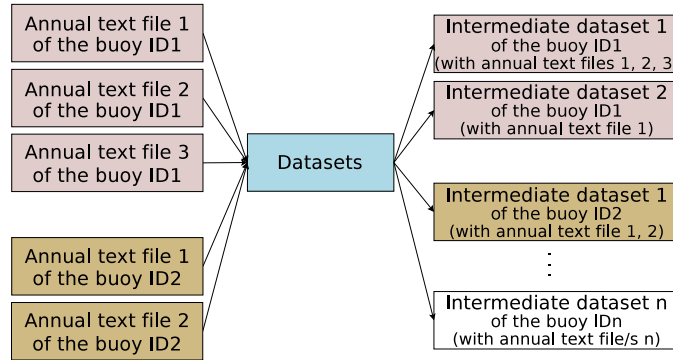 Annual text file 1
of the buoy ID1
Annual text file 2
of the buoy ID1
Annual text file 3
of the buoy ID1
Annual text file 1
of the buoy ID2
Annual text file 2
of the buoy ID2
Datasets
Intermediate dataset 1
of the buoy ID1
(with annual text files 1, 2, 3
Intermediate dataset 2
of the buoy ID1
(with annual text file 1)
Intermediate dataset 1
of the buoy ID2
(with annual text file 1, 2)
Intermediate dataset n
of the buoy IDn
(with annual text file/s n)